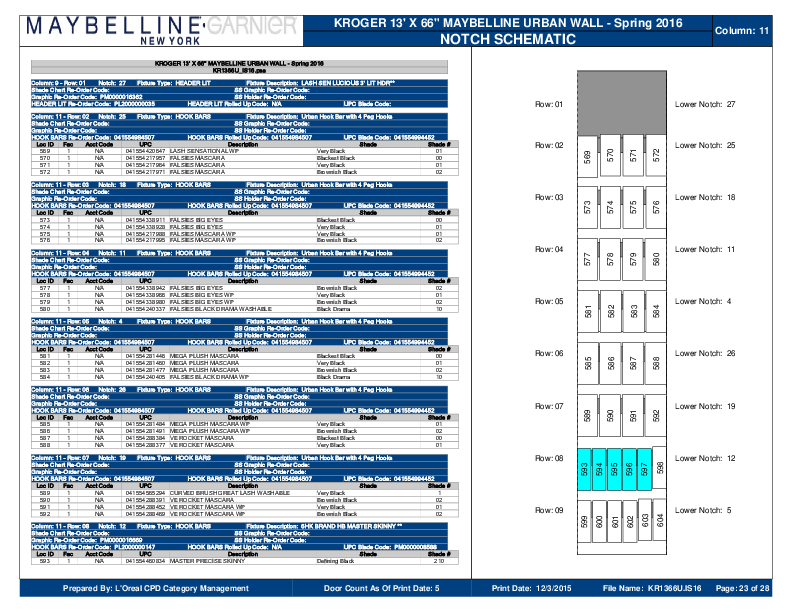 MAYBELLINE GARNIER
NEW YORK
KROGER 13' X 66" MAYBELLINE URBAN WALL - Spring 2016
NOTCH SCHEMATIC
Column: 11
KROGER 13' X 66" MAYBELLINE URBAN WALL - Spring 2016
KR1366U_IS16.psa
Column: 9 - Row: 01 Notch: 27 Fixture Type: HEADER LIT Fixture Description: LASH SEN LUCIOUS 3' LIT HDR**
Shade Chart Re-Order Code: SS Graphic Re-Order Code:
Graphic Re-Order Code: PM0000016362 SS Holder Re-Order Code:
HEADER LIT Re-Order Code: PL2000000035 HEADER LIT Rolled Up Code: N/A UPC Blade Code:
Column: 11 - Row: 02 Notch: 25 Fixture Type: HOOK BARS Fixture Description: Urban Hook Bar with 4 Peg Hooks
Shade Chart Re-Order Code: SS Graphic Re-Order Code:
Graphic Re-Order Code: SS Holder Re-Order Code:
HOOK BARS Re-Order Code: 041554984507 HOOK BARS Rolled Up Code: 041554984507 UPC Blade Code: 041554994452
Loc ID Fac Acct Code UPC Description Shade Shade #
569 1 N/A 041554420647 LASH SENSATIONAL WP Very Black 01
570 1 N/A 041554217957 FALSIES MASCARA Blackest Black 00
571 1 N/A 041554217964 FALSIES MASCARA Very Black 01
572 1 N/A 041554217971 FALSIES MASCARA Brownish Black 02
Column: 11 - Row: 03 Notch: 18 Fixture Type: HOOK BARS Fixture Description: Urban Hook Bar with 4 Peg Hooks
Shade Chart Re-Order Code: SS Graphic Re-Order Code:
Graphic Re-Order Code: SS Holder Re-Order Code:
HOOK BARS Re-Order Code: 041554984507 HOOK BARS Rolled Up Code: 041554984507 UPC Blade Code: 041554994452
Loc ID Fac Acct Code UPC Description Shade Shade #
573 1 N/A 041554338911 FALSIES BIG EYES Blackest Black 00
574 1 N/A 041554338928 FALSIES BIG EYES Very Black 01
575 1 N/A 041554217988 FALSIES MASCARA WP Very Black 01
576 1 N/A 041554217995 FALSIES MASCARA WP Brownish Black 02
Column: 11 - Row: 04 Notch: 11 Fixture Type: HOOK BARS Fixture Description: Urban Hook Bar with 4 Peg Hooks
Shade Chart Re-Order Code: SS Graphic Re-Order Code:
Graphic Re-Order Code: SS Holder Re-Order Code:
HOOK BARS Re-Order Code: 041554984507 HOOK BARS Rolled Up Code: 041554984507 UPC Blade Code: 041554994452
Loc ID Fac Acct Code UPC Description Shade Shade #
577 1 N/A 041554338942 FALSIES BIG EYES Brownish Black 02
578 1 N/A 041554338966 FALSIES BIG EYES WP Very Black 01
579 1 N/A 041554338980 FALSIES BIG EYES WP Brownish Black 02
580 1 N/A 041554240337 FALSIES BLACK DRAMA WASHABLE Black Drama 10
Column: 11 - Row: 05 Notch: 4 Fixture Type: HOOK BARS Fixture Description: Urban Hook Bar with 4 Peg Hooks
Shade Chart Re-Order Code: SS Graphic Re-Order Code:
Graphic Re-Order Code: SS Holder Re-Order Code:
HOOK BARS Re-Order Code: 041554984507 HOOK BARS Rolled Up Code: 041554984507 UPC Blade Code: 041554994452
Loc ID Fac Acct Code UPC Description Shade Shade #
581 1 N/A 041554281446 MEGA PLUSH MASCARA Blackest Black 00
582 1 N/A 041554281460 MEGA PLUSH MASCARA Very Black 01
583 1 N/A 041554281477 MEGA PLUSH MASCARA Brownish Black 02
584 1 N/A 041554240405 FALSIES BLACK DRAMA WP Black Drama 10
Column: 11 - Row: 06 Notch: 26 Fixture Type: HOOK BARS Fixture Description: Urban Hook Bar with 4 Peg Hooks
Shade Chart Re-Order Code: SS Graphic Re-Order Code:
Graphic Re-Order Code: SS Holder Re-Order Code:
HOOK BARS Re-Order Code: 041554984507 HOOK BARS Rolled Up Code: 041554984507 UPC Blade Code: 041554994452
Loc ID Fac Acct Code UPC Description Shade Shade #
585 1 N/A 041554281484 MEGA PLUSH MASCARA WP Very Black 01
586 1 N/A 041554281491 MEGA PLUSH MASCARA WP Brownish Black 02
587 1 N/A 041554288384 VE ROCKET MASCARA Blackest Black 00
588 1 N/A 041554288377 VE ROCKET MASCARA Very Black 01
Column: 11 - Row: 07 Notch: 19 Fixture Type: HOOK BARS Fixture Description: Urban Hook Bar with 4 Peg Hooks
Shade Chart Re-Order Code: SS Graphic Re-Order Code:
Graphic Re-Order Code: SS Holder Re-Order Code:
HOOK BARS Re-Order Code: 041554984507 HOOK BARS Rolled Up Code: 041554984507 UPC Blade Code: 041554994452
Loc ID Fac Acct Code UPC Description Shade Shade #
589 1 N/A 041554055294 CURVED BRUSH GREAT LASH WASHABLE Very Black 1
590 1 N/A 041554288391 VE ROCKET MASCARA Brownish Black 02
591 1 N/A 041554288452 VE ROCKET MASCARA WP Very Black 01
592 1 N/A 041554288469 VE ROCKET MASCARA WP Brownish Black 02
Column: 11 - Row: 08 Notch: 12 Fixture Type: HOOK BARS Fixture Description: 6HK BRAND HB MASTER SKINNY **
Shade Chart Re-Order Code: SS Graphic Re-Order Code:
Graphic Re-Order Code: PM0000016669 SS Holder Re-Order Code:
HOOK BARS Re-Order Code: PL2000000147 HOOK BARS Rolled Up Code: N/A UPC Blade Code: PM0000008598
Loc ID Fac Acct Code UPC Description Shade Shade #
593 1 N/A 041554460834 MASTER PRECISE SKINNY Defining Black 210
Row: 01 Lower Notch: 27
Row: 02 569 570 571 572 Lower Notch: 25
Row: 03 573 574 575 576 Lower Notch: 18
Row: 04 577 578 579 580 Lower Notch: 11
Row: 05 581 582 583 584 Lower Notch: 4
Row: 06 585 586 587 588 Lower Notch: 26
Row: 07 589 590 591 592 Lower Notch: 19
Row: 08 593 594 595 596 597 598 Lower Notch: 12
Row: 09 599 600 601 602 603 604 Lower Notch: 5
Prepared By: L'Oreal CPD Category Management Door Count As Of Print Date: 5 Print Date: 12/3/2015 File Name: KR1366U.IS16 Page: 23 of 28